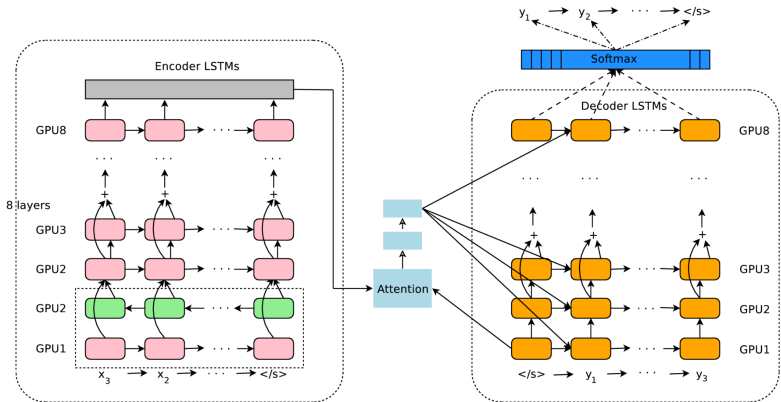 y1 y2 ... </s>
Softmax
Encoder LSTMs
Decoder LSTMs
GPU8 ... GPU8
... ... ... ...
+ + +
8 layers
+ +
GPU3 ...
GPU2 ... GPU3
Attention
GPU2 ... GPU2
GPU1 ... GPU1
x3 x2 ... </s>
</s> y1 ... y3